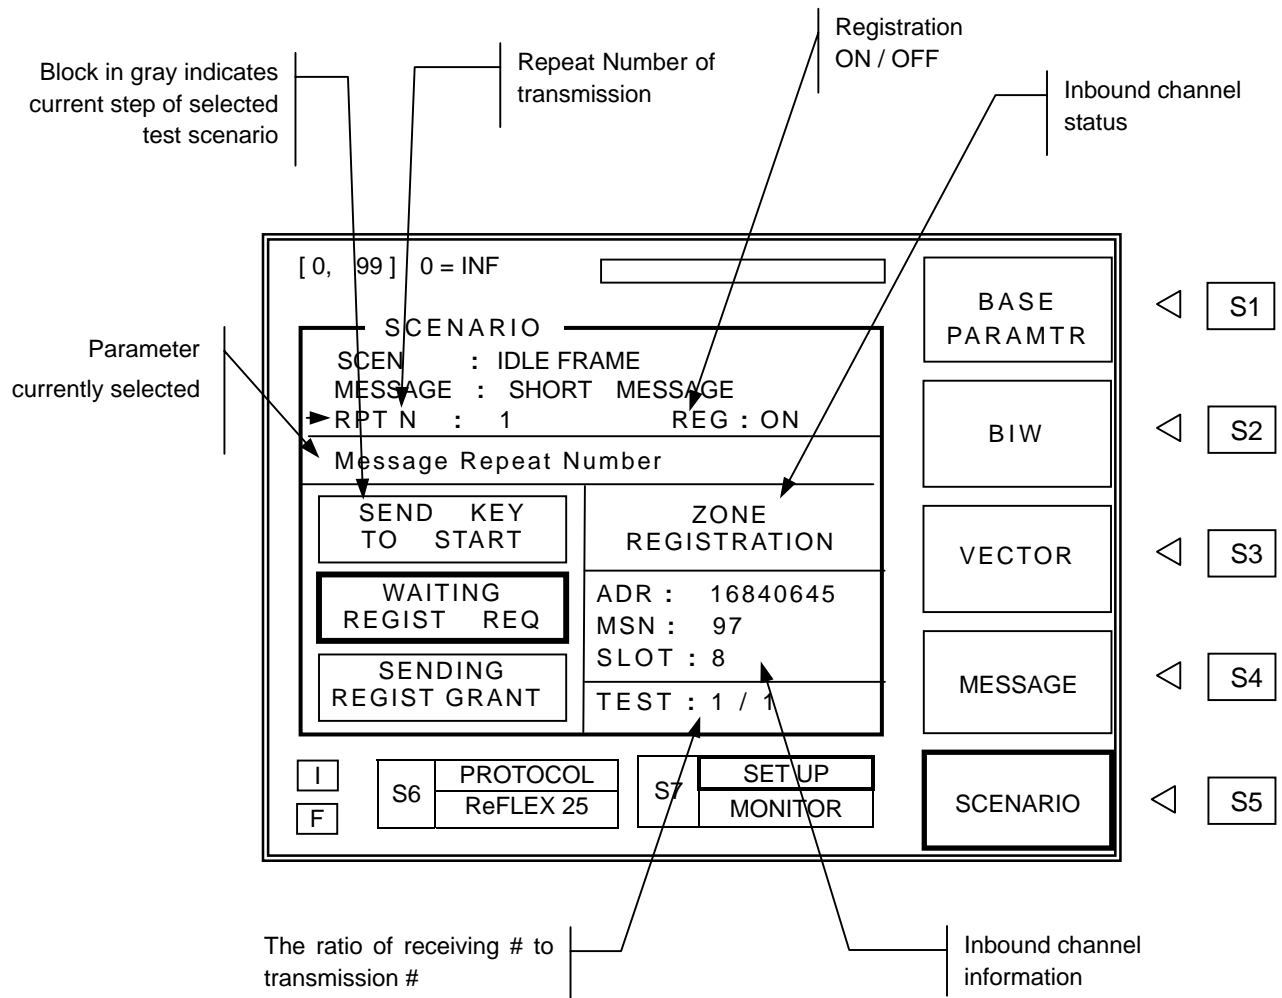 Registration
ON / OFF
Block in gray indicates
current step of selected
test scenario
Repeat Number of
transmission
Inbound channel
status
Parameter
currently selected
[ 0, 99 ] 0 = INF
SCENARIO
SCEN : IDLE FRAME
MESSAGE : SHORT MESSAGE
RPT N : 1 REG : ON
Message Repeat Number
SEND KEY
TO START
WAITING
REGIST REQ
SENDING
REGIST GRANT
ZONE
REGISTRATION
ADR : 16840645
MSN : 97
SLOT : 8
TEST : 1 / 1
BASE
PARAMTR
S1
BIW
S2
VECTOR
S3
MESSAGE
S4
SCENARIO
S5
I
F
S6
PROTOCOL
ReFLEX 25
S7
SET UP
MONITOR
The ratio of receiving # to
transmission #
Inbound channel
information